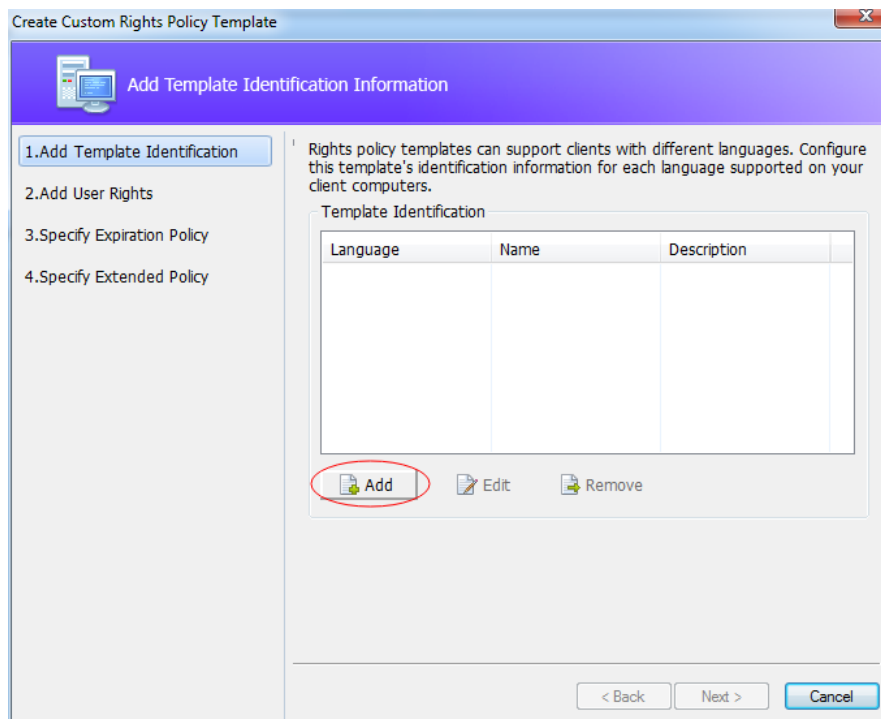 Create Custom Rights Policy Template
Add Template Identification Information
1.Add Template Identification
2.Add User Rights
3.Specify Expiration Policy
4.Specify Extended Policy
Rights policy templates can support clients with different languages. Configure
this template's identification information for each language supported on your
client computers.
Template Identification
Language Name Description
Add Edit Remove
< Back Next > Cancel